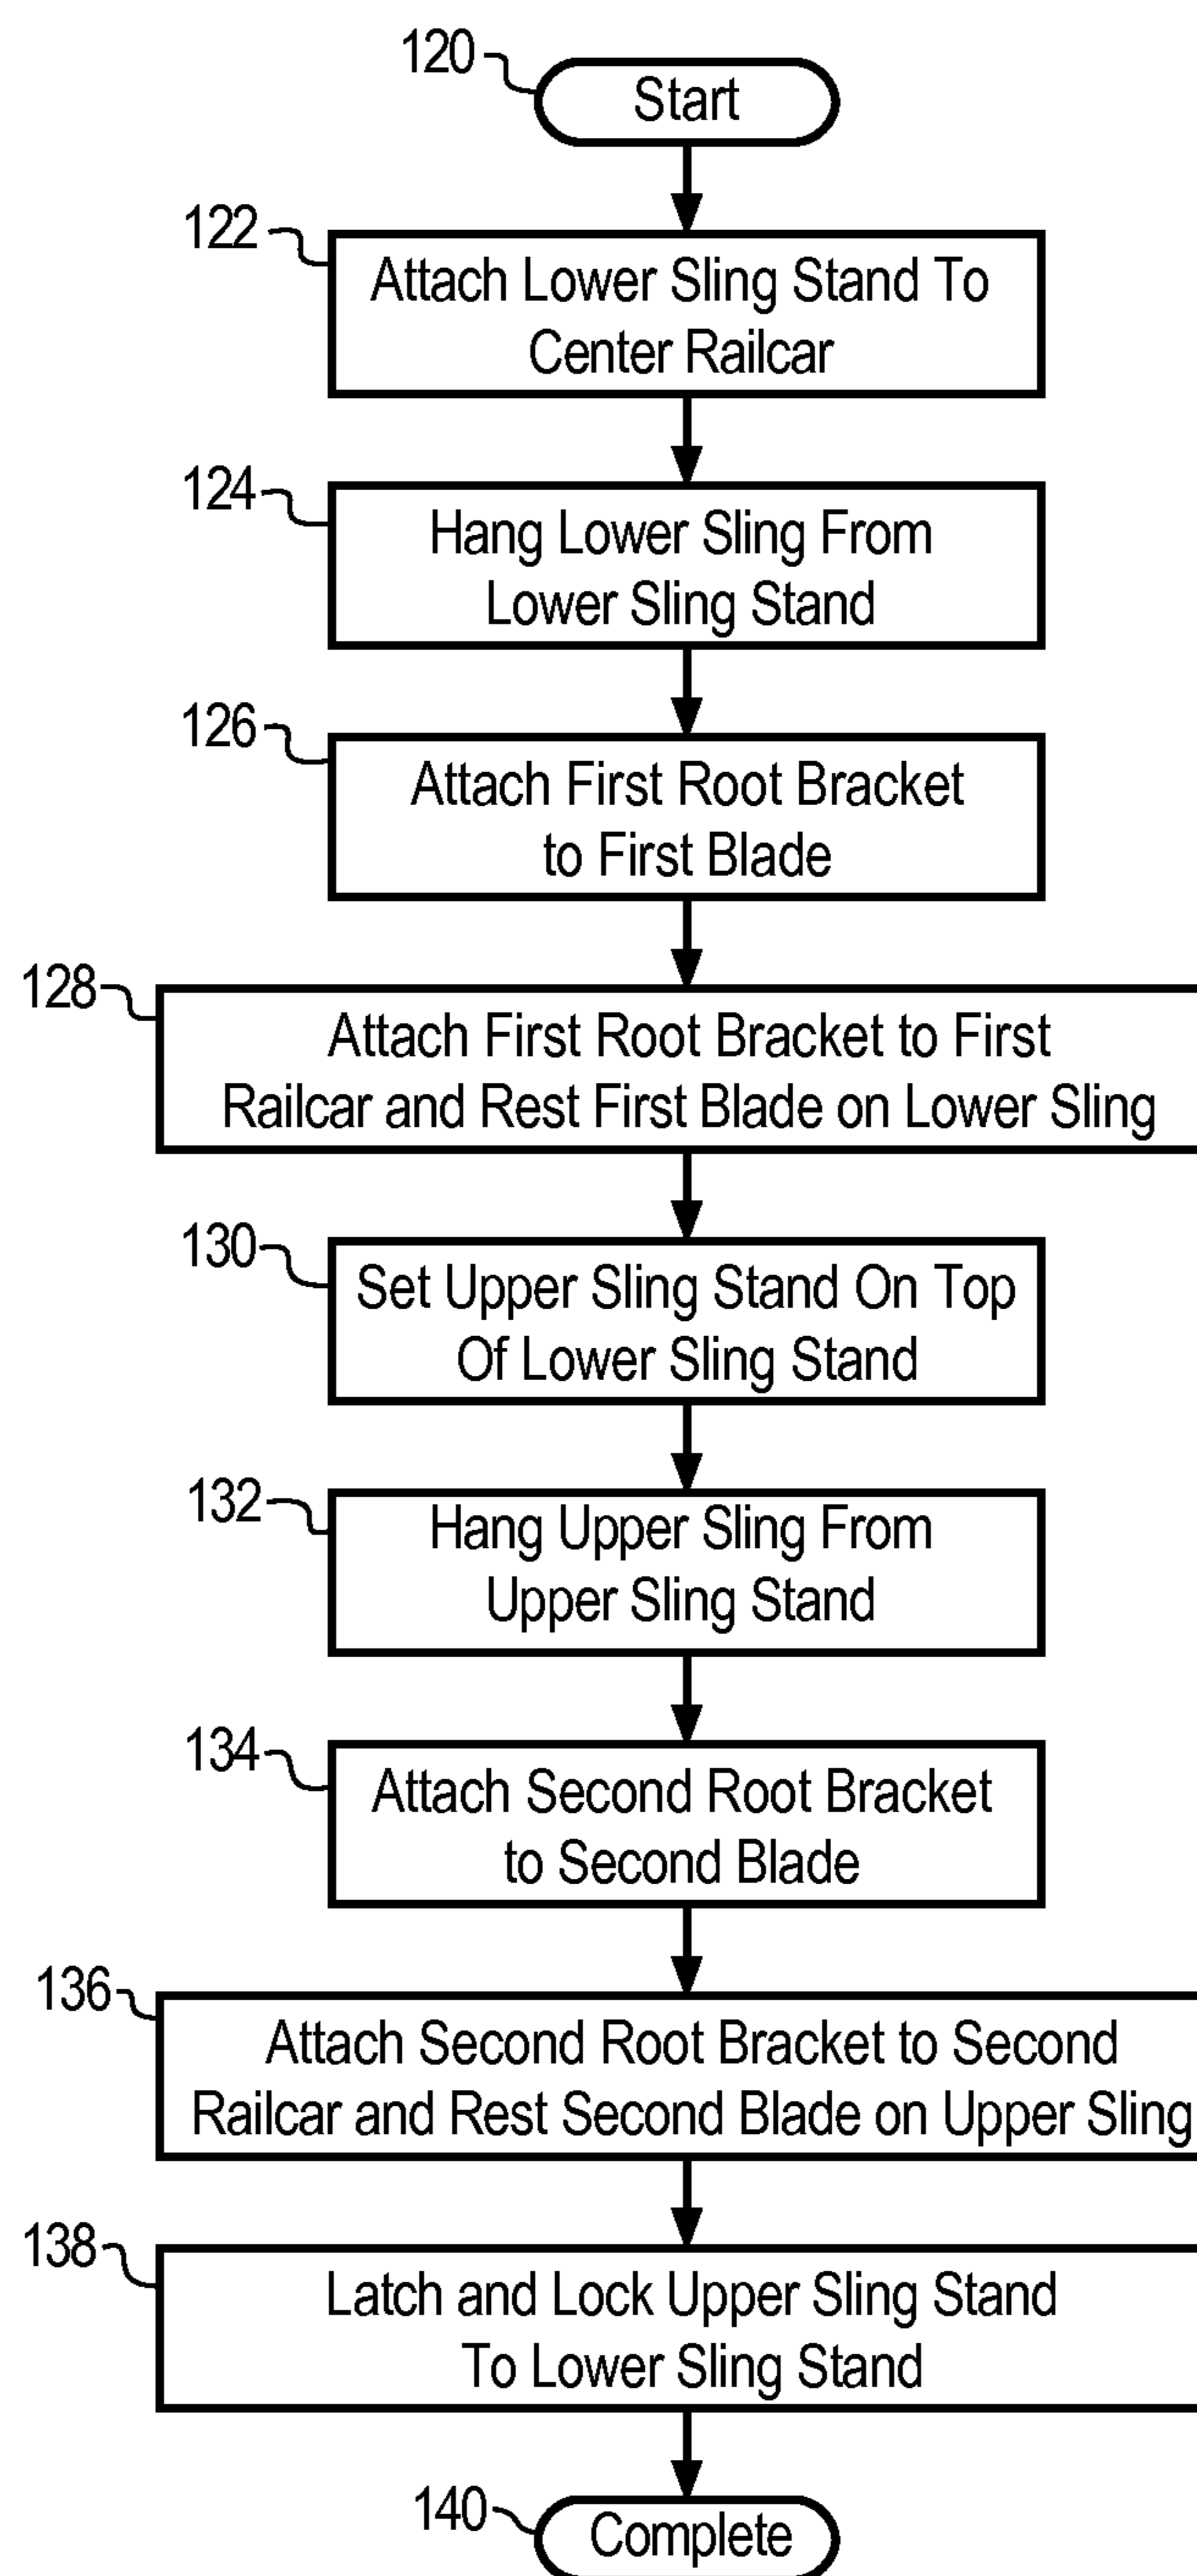 120
Start
122
Attach Lower Sling Stand To
Center Railcar
124
Hang Lower Sling From
Lower Sling Stand
126
Attach First Root Bracket
to First Blade
128
Attach First Root Bracket to First
Railcar and Rest First Blade on Lower Sling
130
Set Upper Sling Stand On Top
Of Lower Sling Stand
132
Hang Upper Sling From
Upper Sling Stand
134
Attach Second Root Bracket
to Second Blade
136
Attach Second Root Bracket to Second
Railcar and Rest Second Blade on Upper Sling
138
Latch and Lock Upper Sling Stand
To Lower Sling Stand
140
Complete